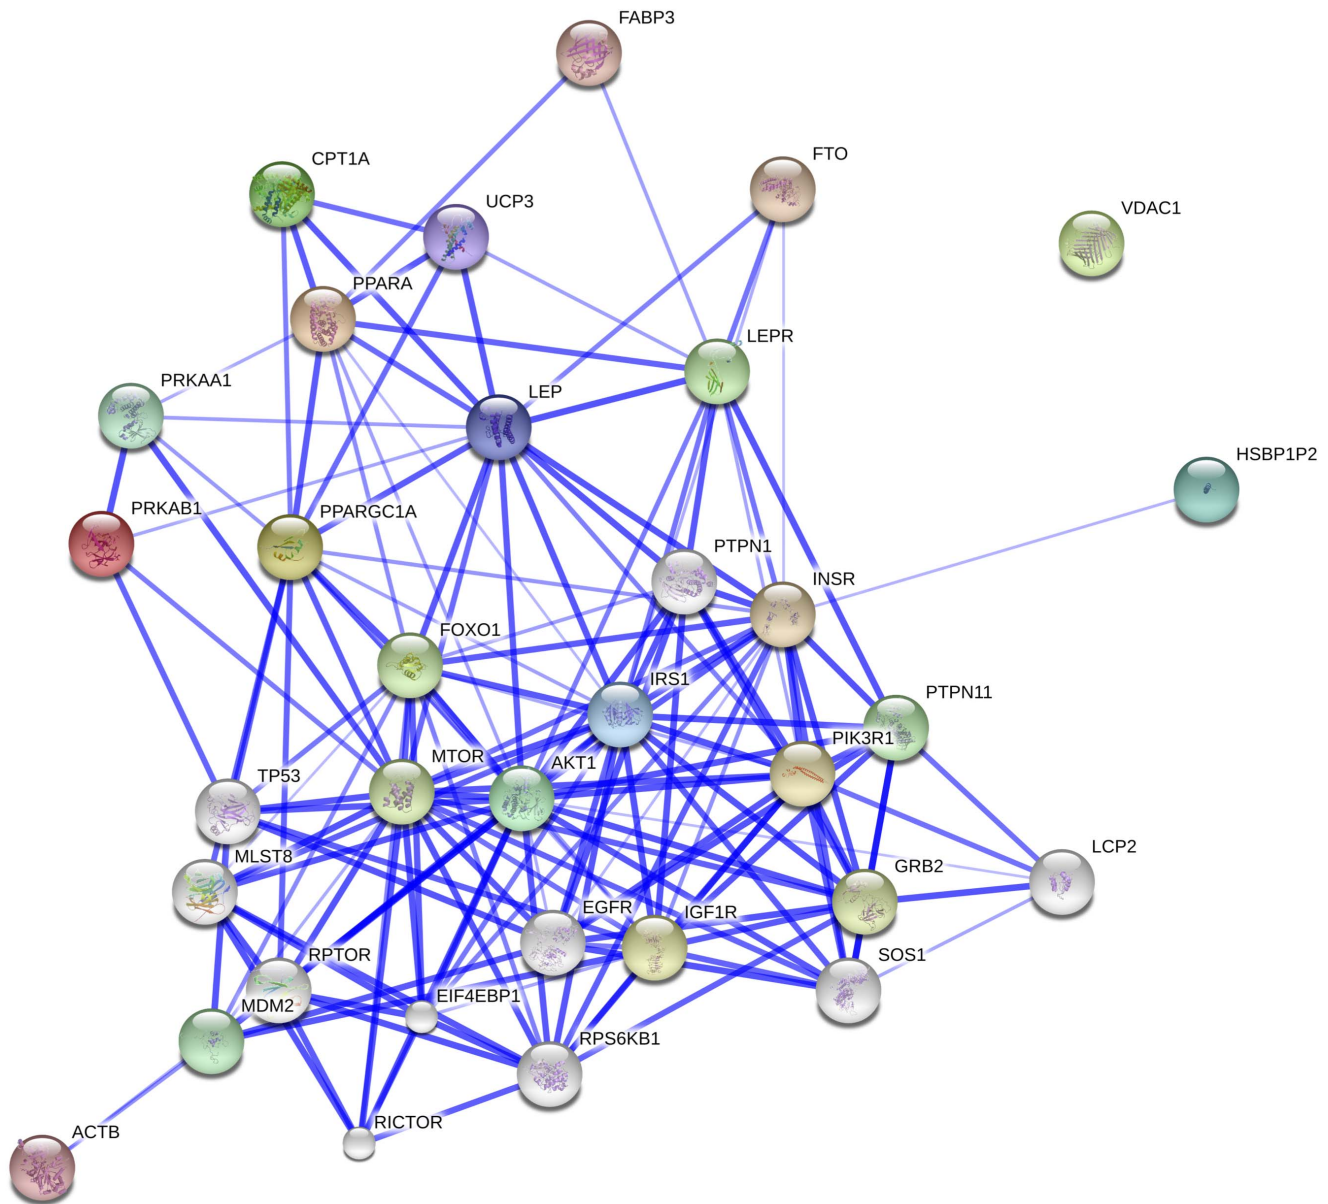 FABP3
CPT1A
FTO
UCP3
VDAC1
PPARA
LEPR
PRKAA1
LEP
HSBP1P2
PRKAB1
PPARGC1A
PTPN1
INSR
FOXO1
IRS1
PTPN11
PIK3R1
MTOR
AKT1
TP53
LCP2
MLST8
GRB2
EGFR
IGF1R
RPTOR
SOS1
EIF4EBP1
MDM2
RPS6KB1
RICTOR
ACTB